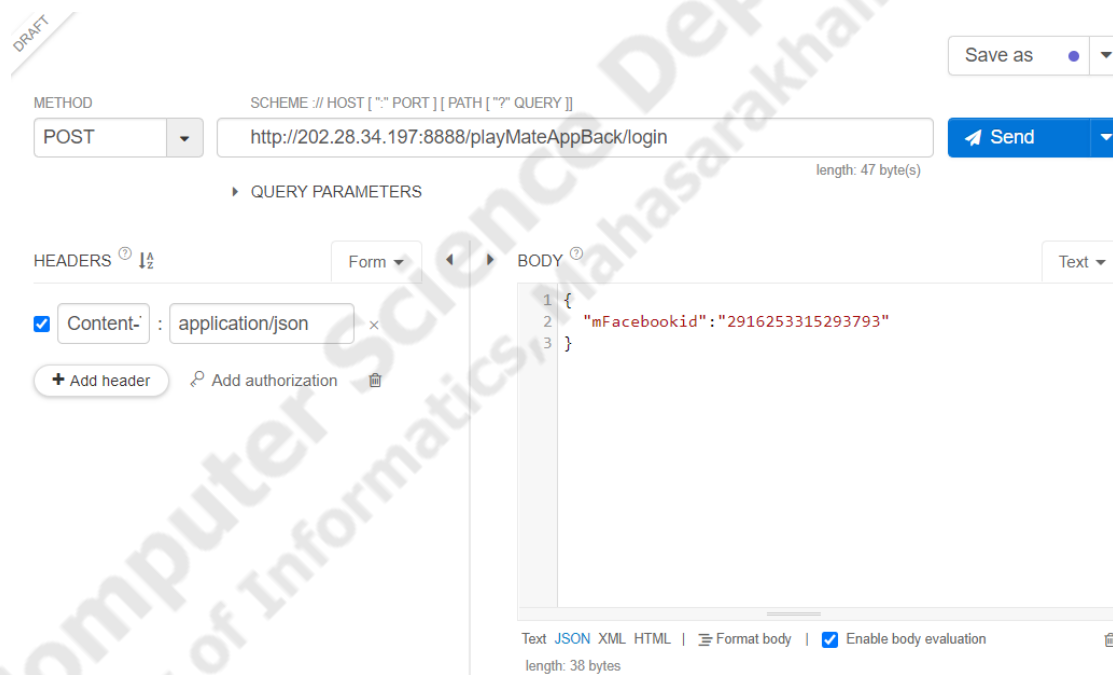 DRAFT
Save as
METHOD
SCHEME :// HOST [ ":" PORT ] [ PATH [ "?" QUERY ]]
POST
http://202.28.34.197:8888/playMateAppBack/login
Send
length: 47 byte(s)
QUERY PARAMETERS
HEADERS ? A Z
Form
BODY ?
Text
Content-
:
application/json
×
+ Add header
Add authorization
1 {
2 "mFacebookid":"2916253315293793"
3 }
Text JSON XML HTML | Format body | Enable body evaluation
length: 38 bytes
omputer Science Dep
of Informatics, Mahasarakham